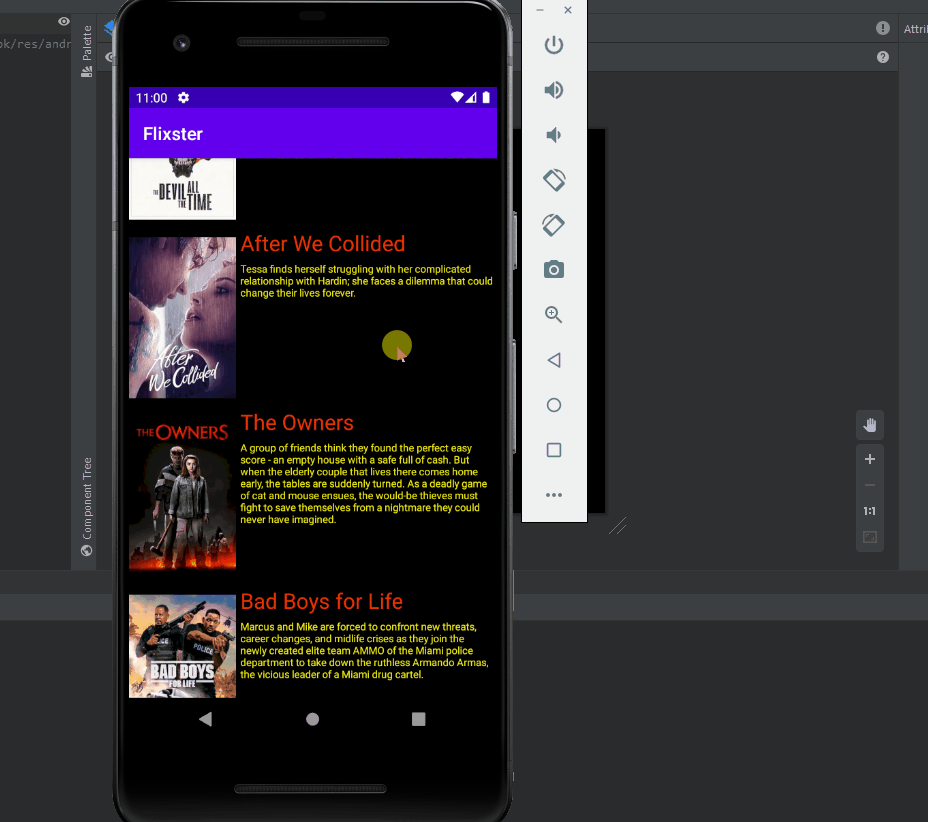 ok/res/andr
Palette
Attri
11:00
Flixster
THE DEVIL ALL THE TIME
After We Collided
Tessa finds herself struggling with her complicated
relationship with Hardin; she faces a dilemma that could
change their lives forever.
After
We Collided
THE OWNERS
The Owners
A group of friends think they found the perfect easy
score - an empty house with a safe full of cash. But
when the elderly couple that lives there comes home
early, the tables are suddenly turned. As a deadly game
of cat and mouse ensues, the would-be thieves must
fight to save themselves from a nightmare they could
never have imagined.
Component Tree
1:1
POLICE
POLICE
BAD BOYS
FOR LIFE
Bad Boys for Life
Marcus and Mike are forced to confront new threats,
career changes, and midlife crises as they join the
newly created elite team AMMO of the Miami police
department to take down the ruthless Armando Armas,
the vicious leader of a Miami drug cartel.